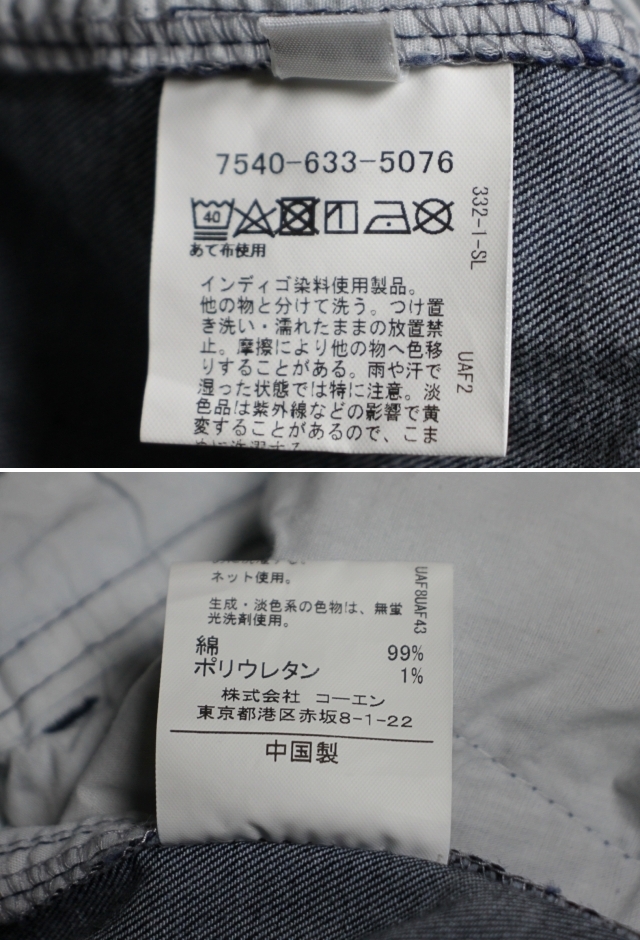 7540-633-5076
332-1-SL
40
あて布使用
インディゴ染料使用製品。
他の物と分けて洗う。つけ置
き洗い・濡れたままの放置禁
止。摩擦により他の物へ色移
りすることがある。雨や汗で
湿った状態では特に注意。淡
色品は紫外線などの影響で黄
変することがあるので、こま
めに洗濯する
UAF2
ネット使用。
生成・淡色系の色物は、無蛍
光洗剤使用。
UAF8UAF43
綿 99%
ポリウレタン 1%
株式会社 コーエン
東京都港区赤坂8-1-22
中国製